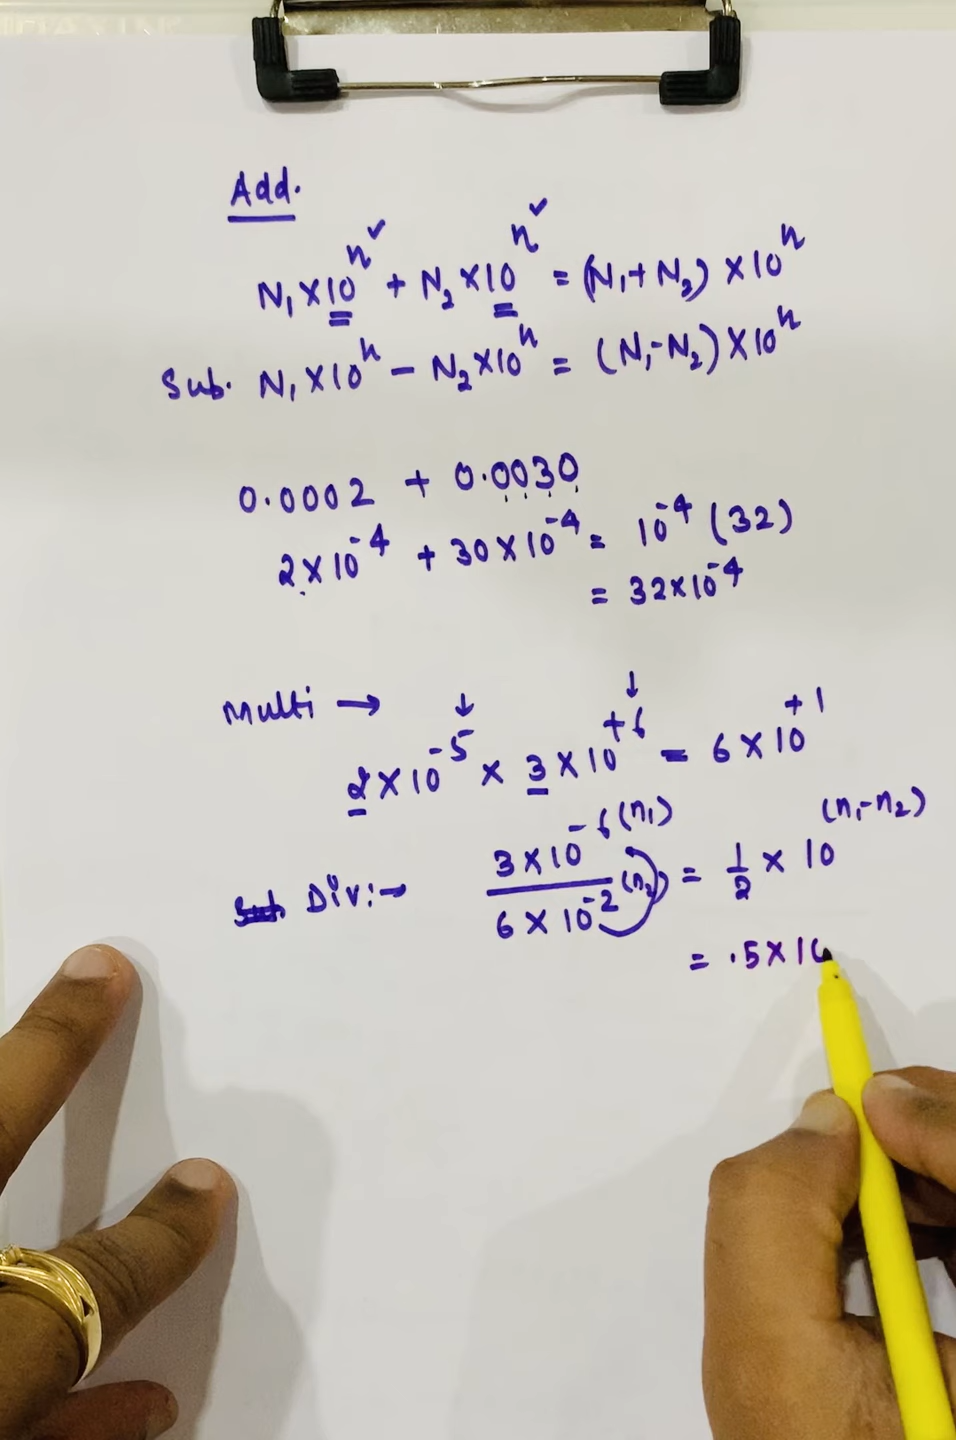 Add.
N₁×10ⁿ + N₂×10ⁿ = (N₁+N₂)×10ⁿ
Sub. N₁×10ⁿ - N₂×10ⁿ = (N₁-N₂)×10ⁿ
0.0002 + 0.0030
2×10⁻⁴ + 30×10⁻⁴ = 10⁻⁴(32)
= 32×10⁻⁴
Multi → 2×10⁻⁵ × 3×10⁺⁶ = 6×10⁺¹
Div:- 3×10⁻⁶(n₁) / 6×10⁻²(n₂) = 1/2 × 10⁽ⁿ₁⁻ⁿ₂⁾
= .5×10